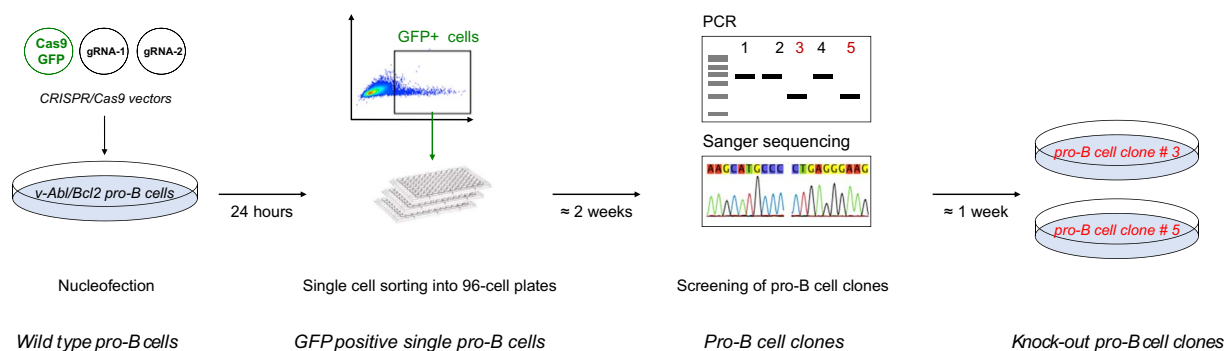 Cas9
GFP
gRNA-1
gRNA-2
CRISPR/Cas9 vectors
v-Abl/Bcl2 pro-B cells
24 hours
GFP+ cells
≈ 2 weeks
PCR
1 2 3 4 5
Sanger sequencing
AAGCATGCCC CTGAGGGAAG
≈ 1 week
pro-B cell clone # 3
pro-B cell clone # 5
Nucleofection
Single cell sorting into 96-cell plates
Screening of pro-B cell clones
Wild type pro-B cells
GFP positive single pro-B cells
Pro-B cell clones
Knock-out pro-B cell clones